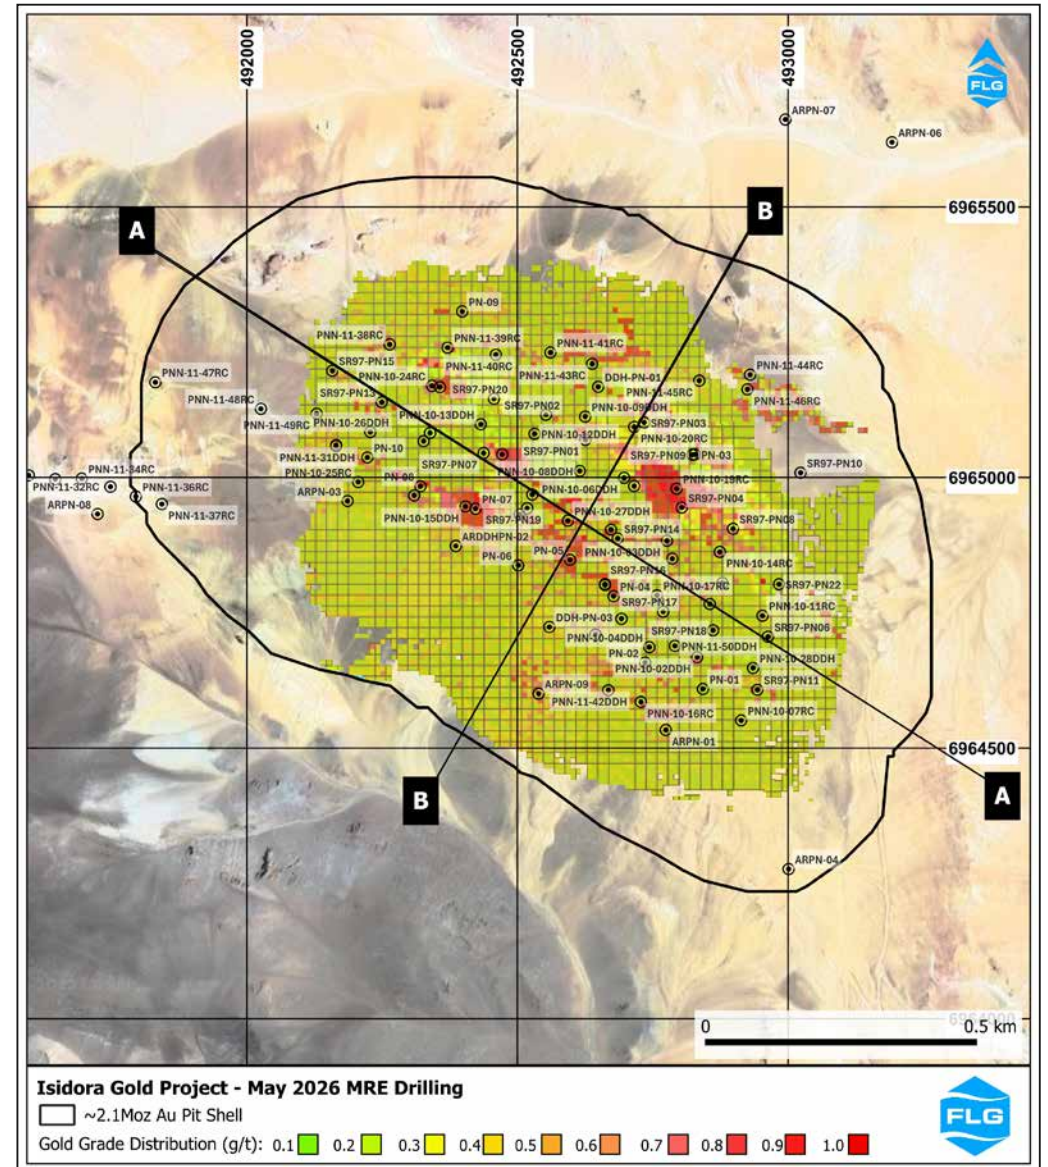 492000
492500
493000
FLG
ARPN-07
ARPN-06
B
6965500
A
PN-09
PNN-11-38RC
PNN-11-39RC
PNN-11-41RC
SR97-PN15
PNN-11-40RC
PNN-11-44RC
PNN-11-47RC
PNN-10-24RC
PNN-11-43RC
DDH-PN-01
SR97-PN13
SR97-PN20
PNN-11-45RC
PNN-11-48RC
SR97-PN02
PNN-11-46RC
PNN-11-49RC
PNN-10-26DDH
PNN-10-13DDH
PNN-10-09DDH
SR97-PN03
PNN-10-12DDH
PNN-10-20RC
PN-10
PNN-11-31DDH
SR97-PN07
SR97-PN01
SR97-PN09
PN-03
SR97-PN10
PNN-11-34RC
PNN-10-25RC
PN-08
PNN-10-08DDH
PNN-10-19RC
6965000
PNN-11-32RC
PNN-11-36RC
ARPN-03
PN-07
PNN-10-06DDH
SR97-PN04
ARPN-08
PNN-11-37RC
PNN-10-15DDH
SR97-PN19
PNN-10-27DDH
SR97-PN14
SR97-PN08
ARDDHPN-02
PN-06
PN-05
PNN-10-03DDH
PNN-10-14RC
SR97-PN16
PN-04
PNN-10-17RC
SR97-PN22
SR97-PN17
PNN-10-11RC
DDH-PN-03
SR97-PN18
SR97-PN06
PNN-10-04DDH
PN-02
PNN-11-50DDH
PNN-10-02DDH
PNN-10-28DDH
ARPN-09
PN-01
SR97-PN11
PNN-11-42DDH
PNN-10-16RC
PNN-10-07RC
ARPN-01
6964500
B
A
ARPN-04
6964000
0
0.5 km
Isidora Gold Project - May 2026 MRE Drilling
~2.1Moz Au Pit Shell
Gold Grade Distribution (g/t): 0.1 0.2 0.3 0.4 0.5 0.6 0.7 0.8 0.9 1.0
FLG